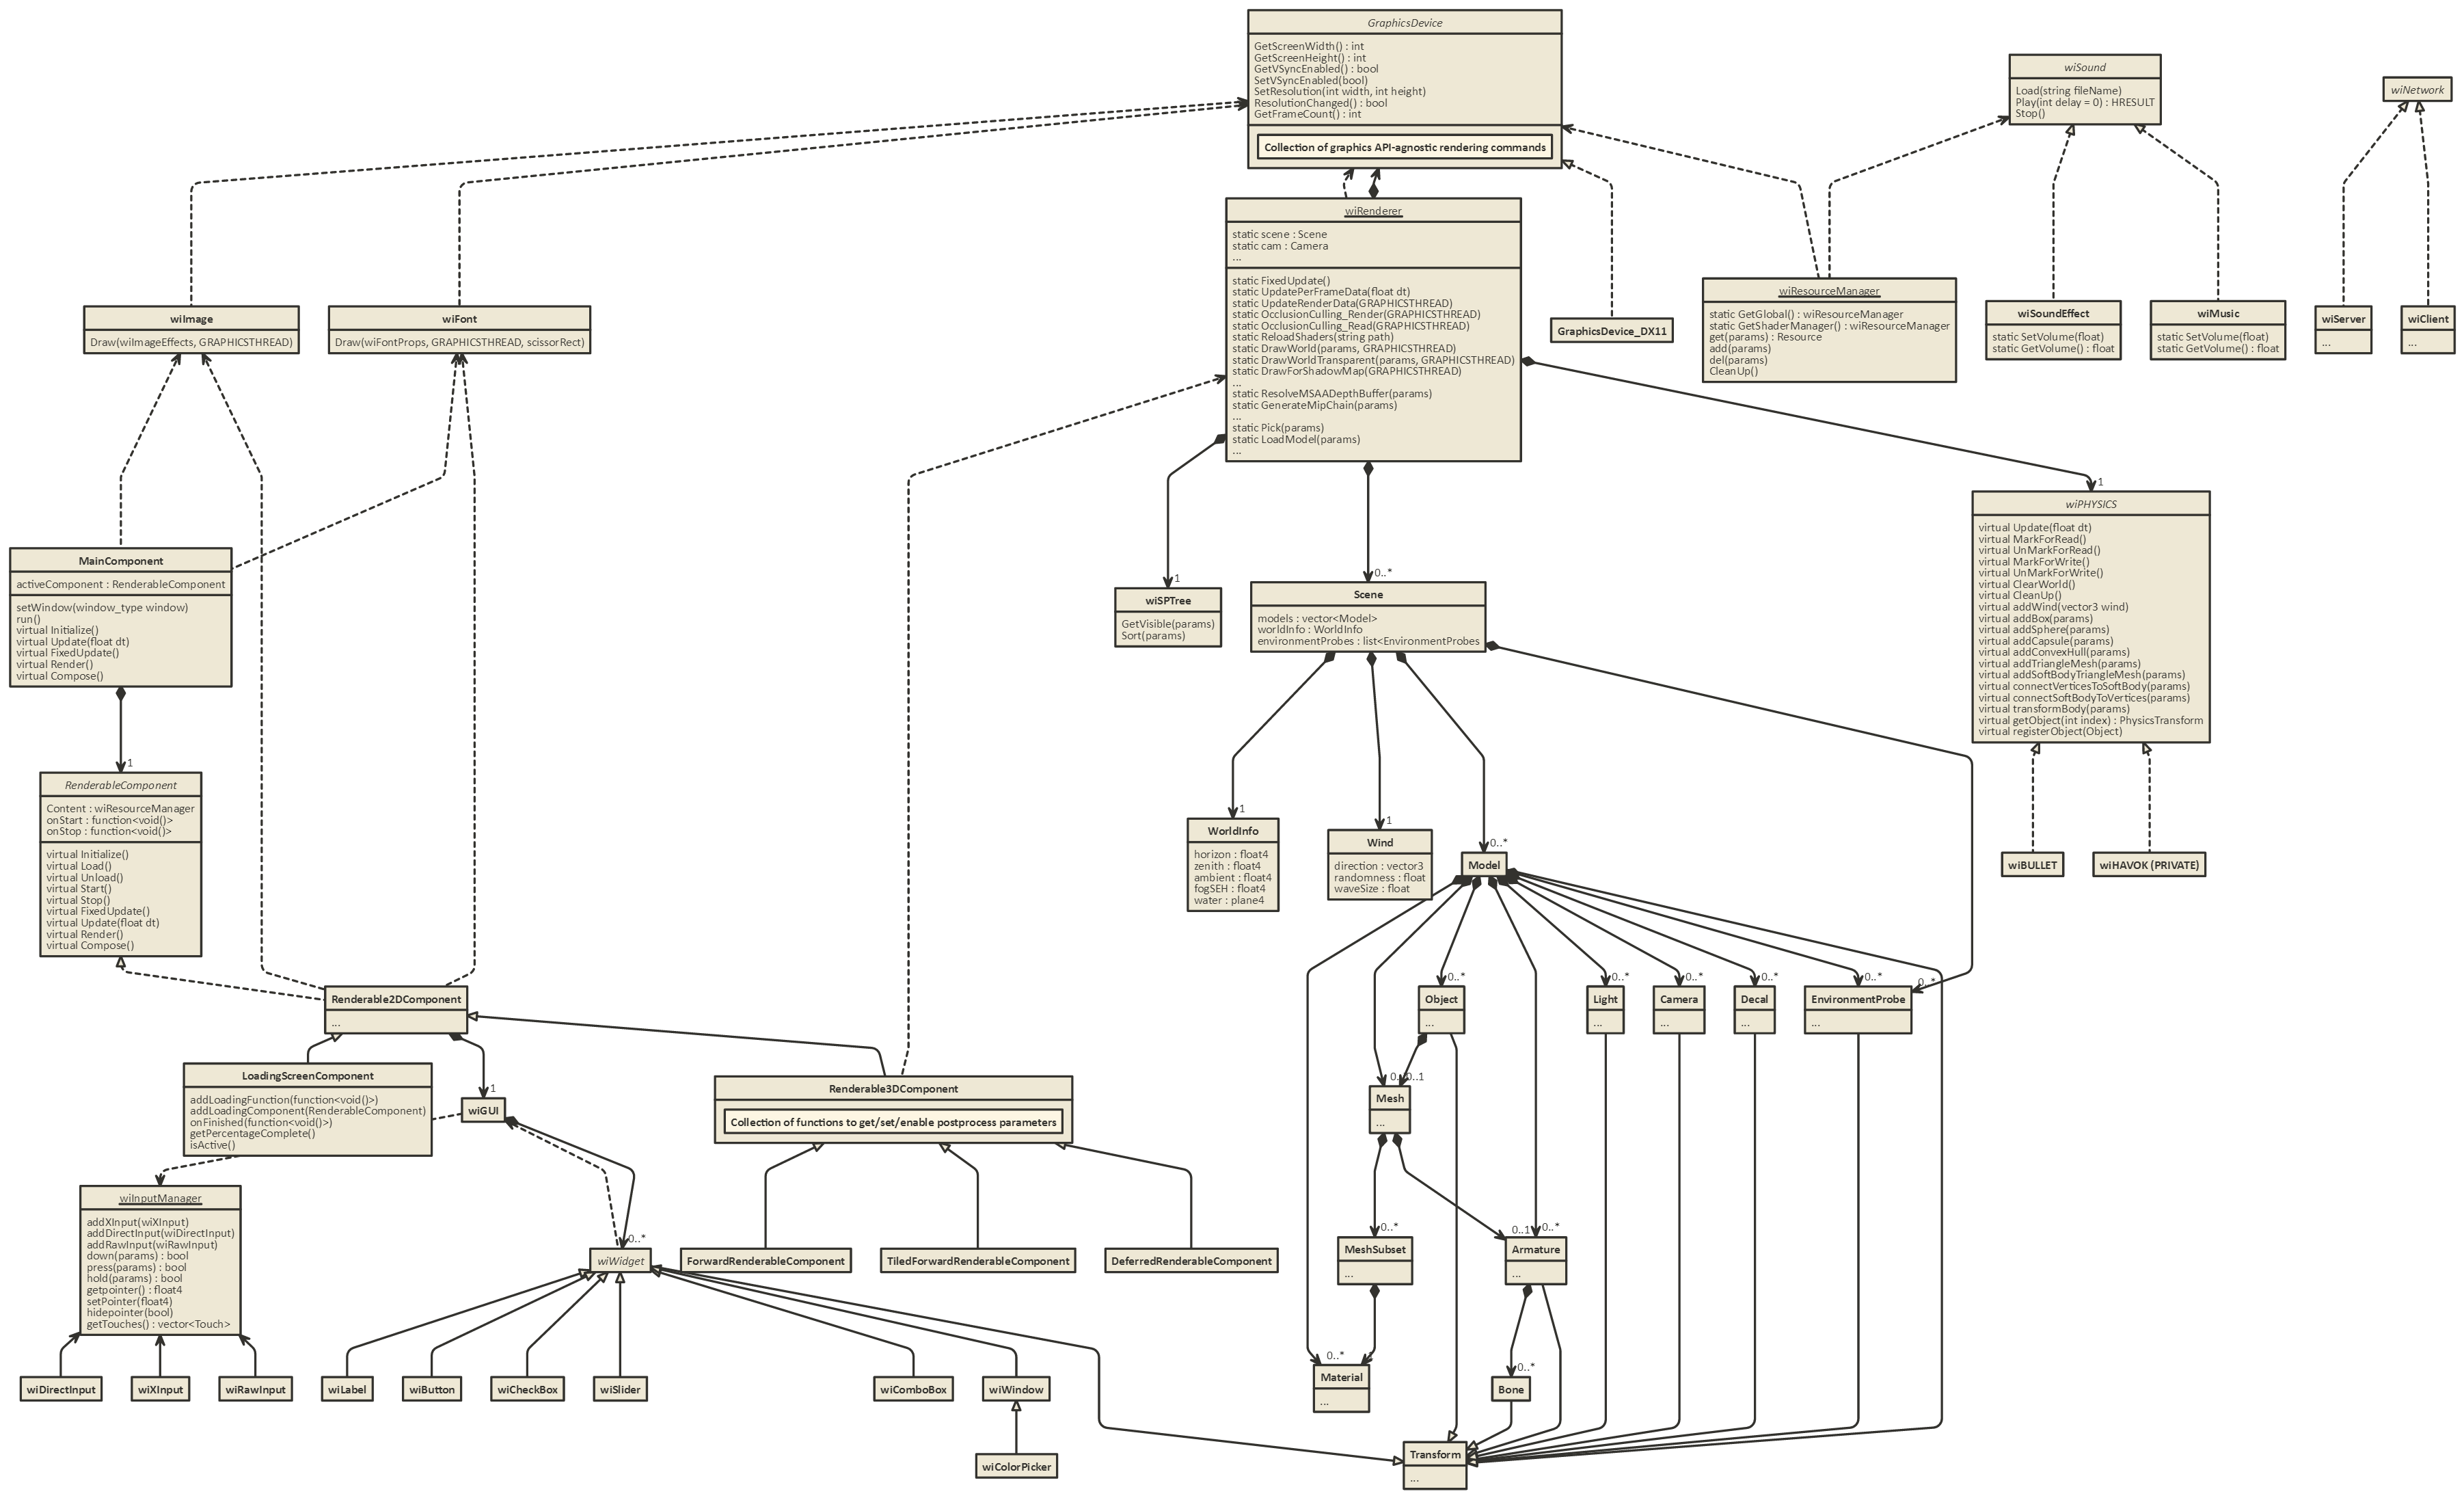 GraphicsDevice
GetScreenWidth() : int
GetScreenHeight() : int
GetVSyncEnabled() : bool
SetVSyncEnabled(bool)
SetResolution(int width, int height)
ResolutionChanged() : bool
GetFrameCount() : int
Collection of graphics API-agnostic rendering commands
wiSound
Load(string fileName)
Play(int delay = 0) : HRESULT
Stop()
wiNetwork
wiRenderer
static scene : Scene
static cam : Camera
...
static FixedUpdate()
static UpdatePerFrameData(float dt)
static UpdateRenderData(GRAPHICSTHREAD)
static OcclusionCulling_Render(GRAPHICSTHREAD)
static OcclusionCulling_Read(GRAPHICSTHREAD)
static ReloadShaders(string path)
static DrawWorld(params, GRAPHICSTHREAD)
static DrawWorldTransparent(params, GRAPHICSTHREAD)
static DrawForShadowMap(GRAPHICSTHREAD)
...
static ResolveMSAADepthBuffer(params)
static GenerateMipChain(params)
...
static Pick(params)
static LoadModel(params)
...
wiImage
Draw(wiImageEffects, GRAPHICSTHREAD)
wiFont
Draw(wiFontProps, GRAPHICSTHREAD, scissorRect)
GraphicsDevice_DX11
wiResourceManager
static GetGlobal() : wiResourceManager
static GetShaderManager() : wiResourceManager
get(params) : Resource
add(params)
del(params)
CleanUp()
wiSoundEffect
static SetVolume(float)
static GetVolume() : float
wiMusic
static SetVolume(float)
static GetVolume() : float
wiServer
...
wiClient
...
1
wiPHYSICS
virtual Update(float dt)
virtual MarkForRead()
virtual UnMarkForRead()
virtual MarkForWrite()
virtual UnMarkForWrite()
virtual ClearWorld()
virtual CleanUp()
virtual addWind(vector3 wind)
virtual addBox(params)
virtual addSphere(params)
virtual addCapsule(params)
virtual addConvexHull(params)
virtual addTriangleMesh(params)
virtual addSoftBodyTriangleMesh(params)
virtual connectVerticesToSoftBody(params)
virtual connectSoftBodyToVertices(params)
virtual transformBody(params)
virtual getObject(int index) : PhysicsTransform
virtual registerObject(Object)
MainComponent
activeComponent : RenderableComponent
setWindow(window_type window)
run()
virtual Initialize()
virtual Update(float dt)
virtual FixedUpdate()
virtual Render()
virtual Compose()
1
wiSPTree
GetVisible(params)
Sort(params)
0..*
Scene
models : vector<Model>
worldInfo : WorldInfo
environmentProbes : list<EnvironmentProbes
1
RenderableComponent
Content : wiResourceManager
onStart : function<void()>
onStop : function<void()>
virtual Initialize()
virtual Load()
virtual Unload()
virtual Start()
virtual Stop()
virtual FixedUpdate()
virtual Update(float dt)
virtual Render()
virtual Compose()
1
WorldInfo
horizon : float4
zenith : float4
ambient : float4
fogSEH : float4
water : plane4
1
Wind
direction : vector3
randomness : float
waveSize : float
0..*
Model
wiBULLET
wiHAVOK (PRIVATE)
Renderable2DComponent
...
0..*
Object
...
0..*
Light
...
0..*
Camera
...
0..*
Decal
...
0..*
EnvironmentProbe
...
0..*
LoadingScreenComponent
addLoadingFunction(function<void()>)
addLoadingComponent(RenderableComponent)
onFinished(function<void()>)
getPercentageComplete()
isActive()
1
wiGUI
Renderable3DComponent
Collection of functions to get/set/enable postprocess parameters
0..1
Mesh
...
wiInputManager
addXInput(wiXInput)
addDirectInput(wiDirectInput)
addRawInput(wiRawInput)
down(params) : bool
press(params) : bool
hold(params) : bool
getpointer() : float4
setPointer(float4)
hidepointer(bool)
getTouches() : vector<Touch>
0..*
wiWidget
ForwardRenderableComponent
TiledForwardRenderableComponent
DeferredRenderableComponent
0..*
MeshSubset
...
0..1
0..*
Armature
...
wiDirectInput
wiXInput
wiRawInput
wiLabel
wiButton
wiCheckBox
wiSlider
wiComboBox
wiWindow
0..*
Material
...
0..*
Bone
wiColorPicker
Transform
...